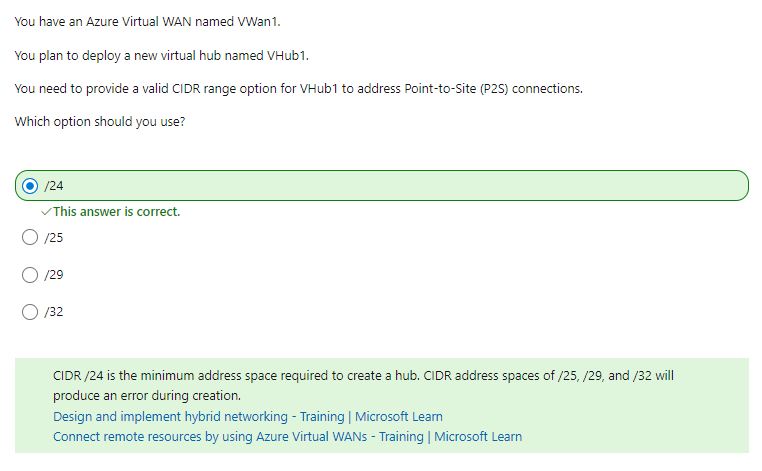 You have an Azure Virtual WAN named VWan1.
You plan to deploy a new virtual hub named VHub1.
You need to provide a valid CIDR range option for VHub1 to address Point-to-Site (P2S) connections.
Which option should you use?
/24
This answer is correct.
/25
/29
/32
CIDR /24 is the minimum address space required to create a hub. CIDR address spaces of /25, /29, and /32 will
produce an error during creation.
Design and implement hybrid networking - Training | Microsoft Learn
Connect remote resources by using Azure Virtual WANs - Training | Microsoft Learn